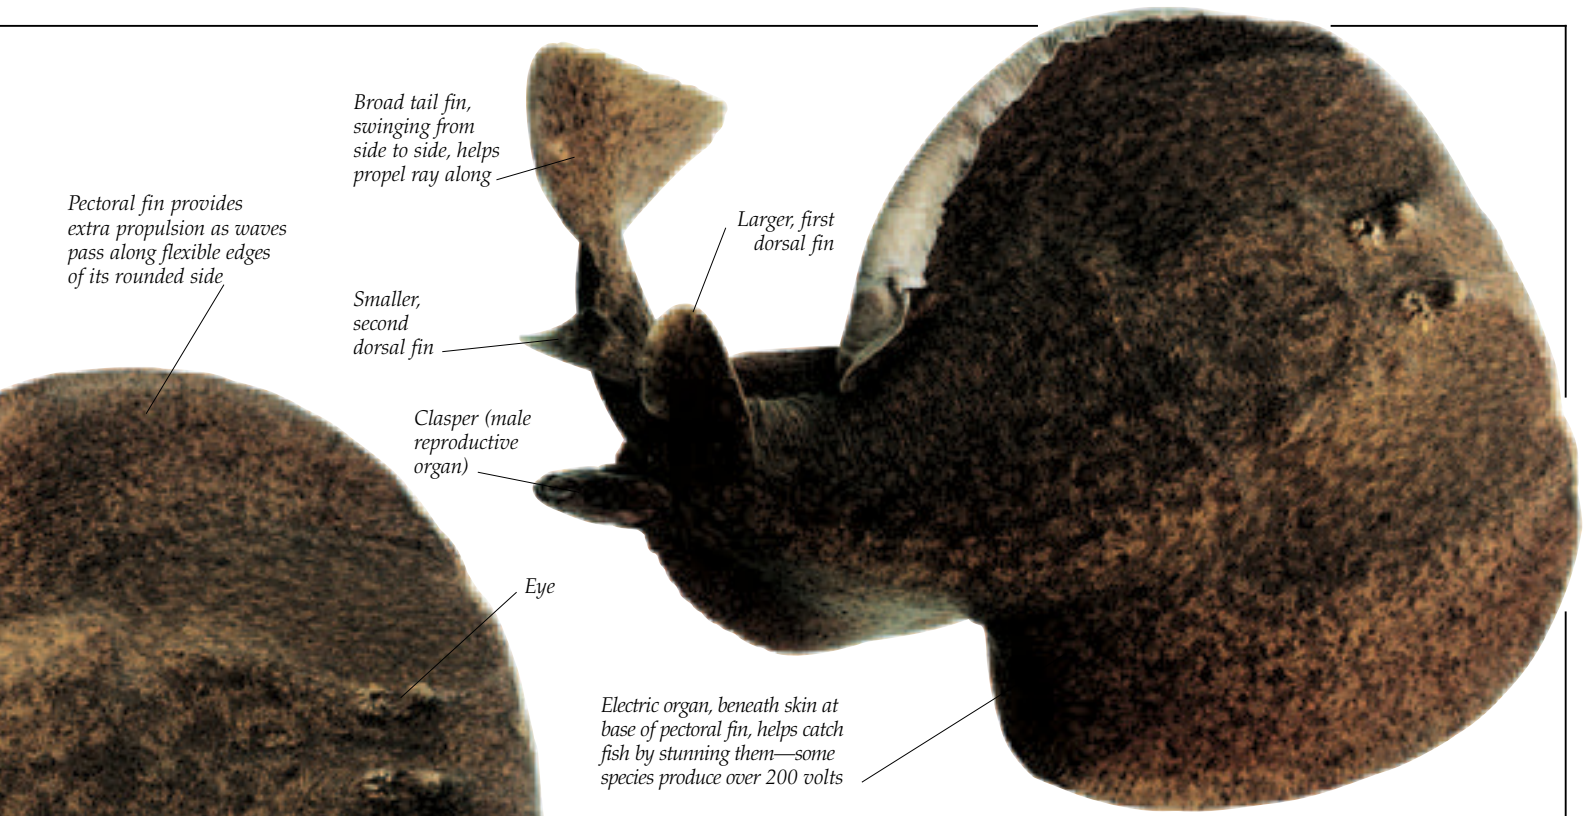 Broad tail fin,
swinging from
side to side, helps
propel ray along
Pectoral fin provides
extra propulsion as waves
pass along flexible edges
of its rounded side
Larger, first
dorsal fin
Smaller,
second
dorsal fin
Clasper (male
reproductive
organ)
Eye
Electric organ, beneath skin at
base of pectoral fin, helps catch
fish by stunning them—some
species produce over 200 volts